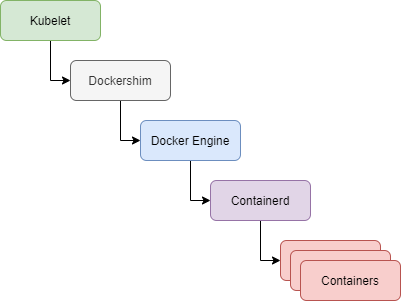 Kubelet
Dockershim
Docker Engine
Containerd
Containers